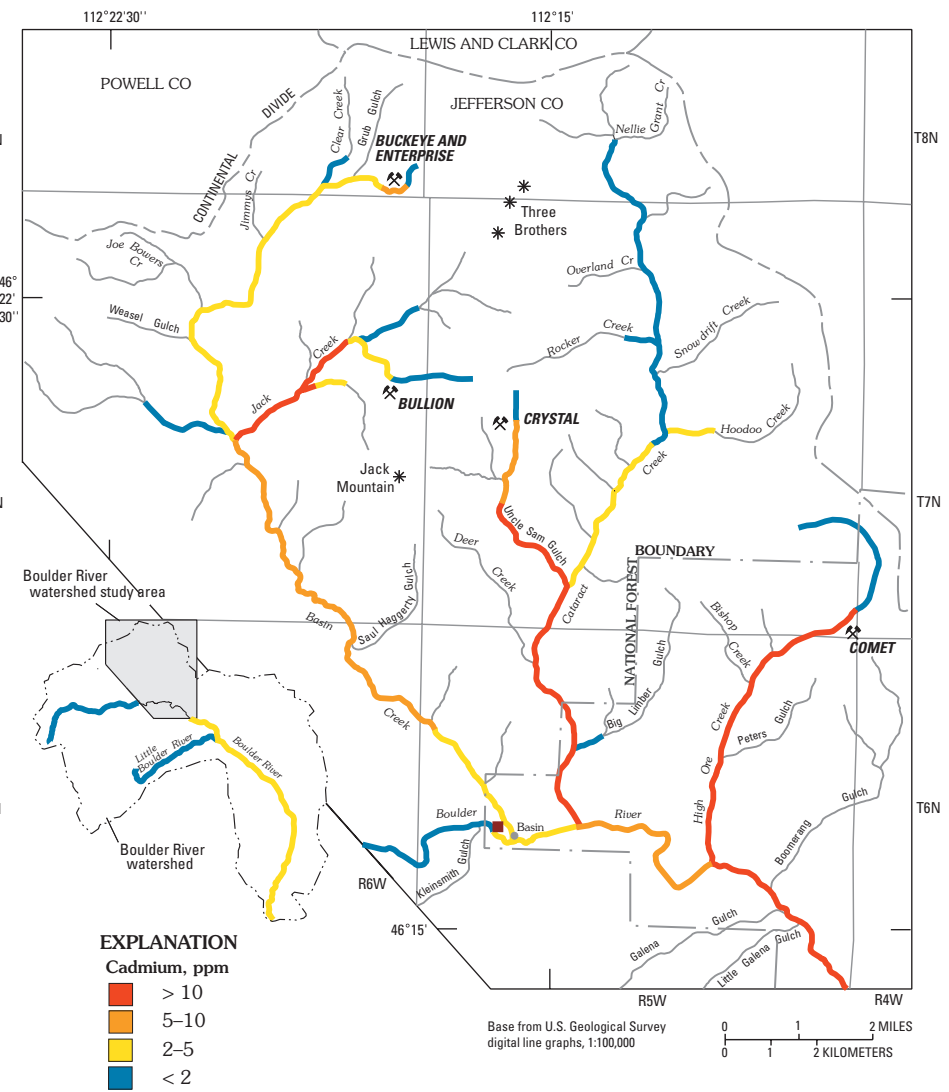 112°22'30''
112°15'
LEWIS AND CLARK CO
POWELL CO
JEFFERSON CO
CONTINENTAL DIVIDE
Clear Creek
Grub Gulch
Nellie Grant Cr
BUCKEYE AND
ENTERPRISE
N
T8N
Jimmys Cr
Three
Brothers
Joe Bowers
Cr
Overland Cr
46°
22'
30''
Weasel Gulch
Rocker Creek
Snowdrift Creek
Jack Creek
BULLION
CRYSTAL
Hoodoo Creek
Jack
Mountain
Creek
N
T7N
Uncle Sam Gulch
Deer Creek
BOUNDARY
NATIONAL FOREST
Boulder River
watershed study area
Cataract
Saul Haggerty Gulch
Basin
Bishop Creek
COMET
Big Limber Gulch
Creek
High Ore Creek
Peters Gulch
Little
Boulder River
Boulder River
N
T6N
Boulder
Basin
River
Boomerang Gulch
Boulder River
watershed
R6W
Kleinsmith Gulch
46°15'
Galena Gulch
Little Galena Gulch
R5W
R4W
EXPLANATION
Cadmium, ppm
> 10
5–10
2–5
< 2
Base from U.S. Geological Survey
digital line graphs, 1:100,000
0 1 2 MILES
0 1 2 KILOMETERS